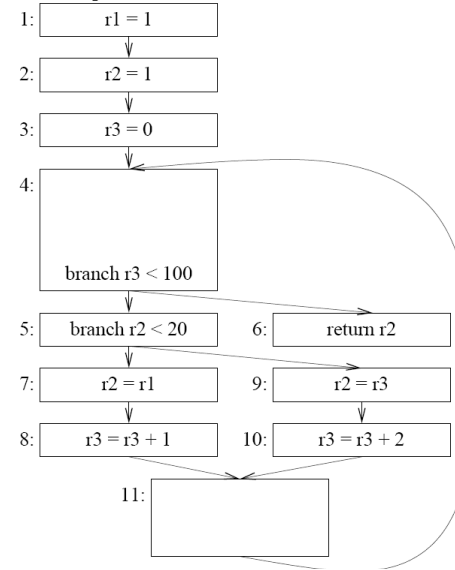 1: r1 = 1
2: r2 = 1
3: r3 = 0
4:
branch r3 < 100
5: branch r2 < 20 6: return r2
7: r2 = r1 9: r2 = r3
8: r3 = r3 + 1 10: r3 = r3 + 2
11: